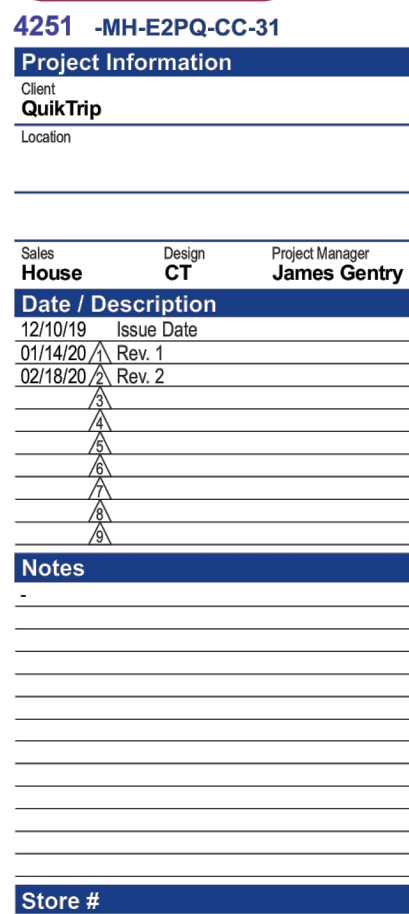 4251 -MH-E2PQ-CC-31
Project Information
Client
QuikTrip
Location
Sales Design Project Manager
House CT James Gentry
Date / Description
12/10/19 Issue Date
01/14/20 1 Rev. 1
02/18/20 2 Rev. 2
3
4
5
6
7
8
9
Notes
-
Store #